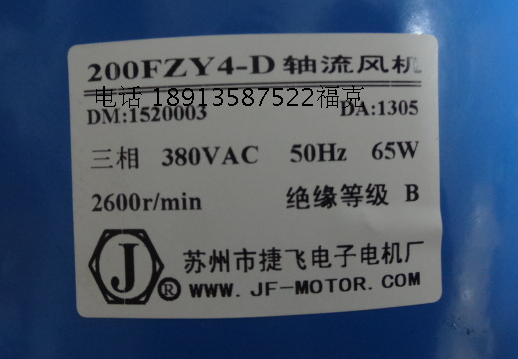 200FZY4-D 轴流风机
电话 18913587522福克
DM:1520003 DA:1305
三相 380VAC 50Hz 65W
2600r/min 绝缘等级 B
J ® 苏州市捷飞电子电机厂
WWW. JF-MOTOR.COM